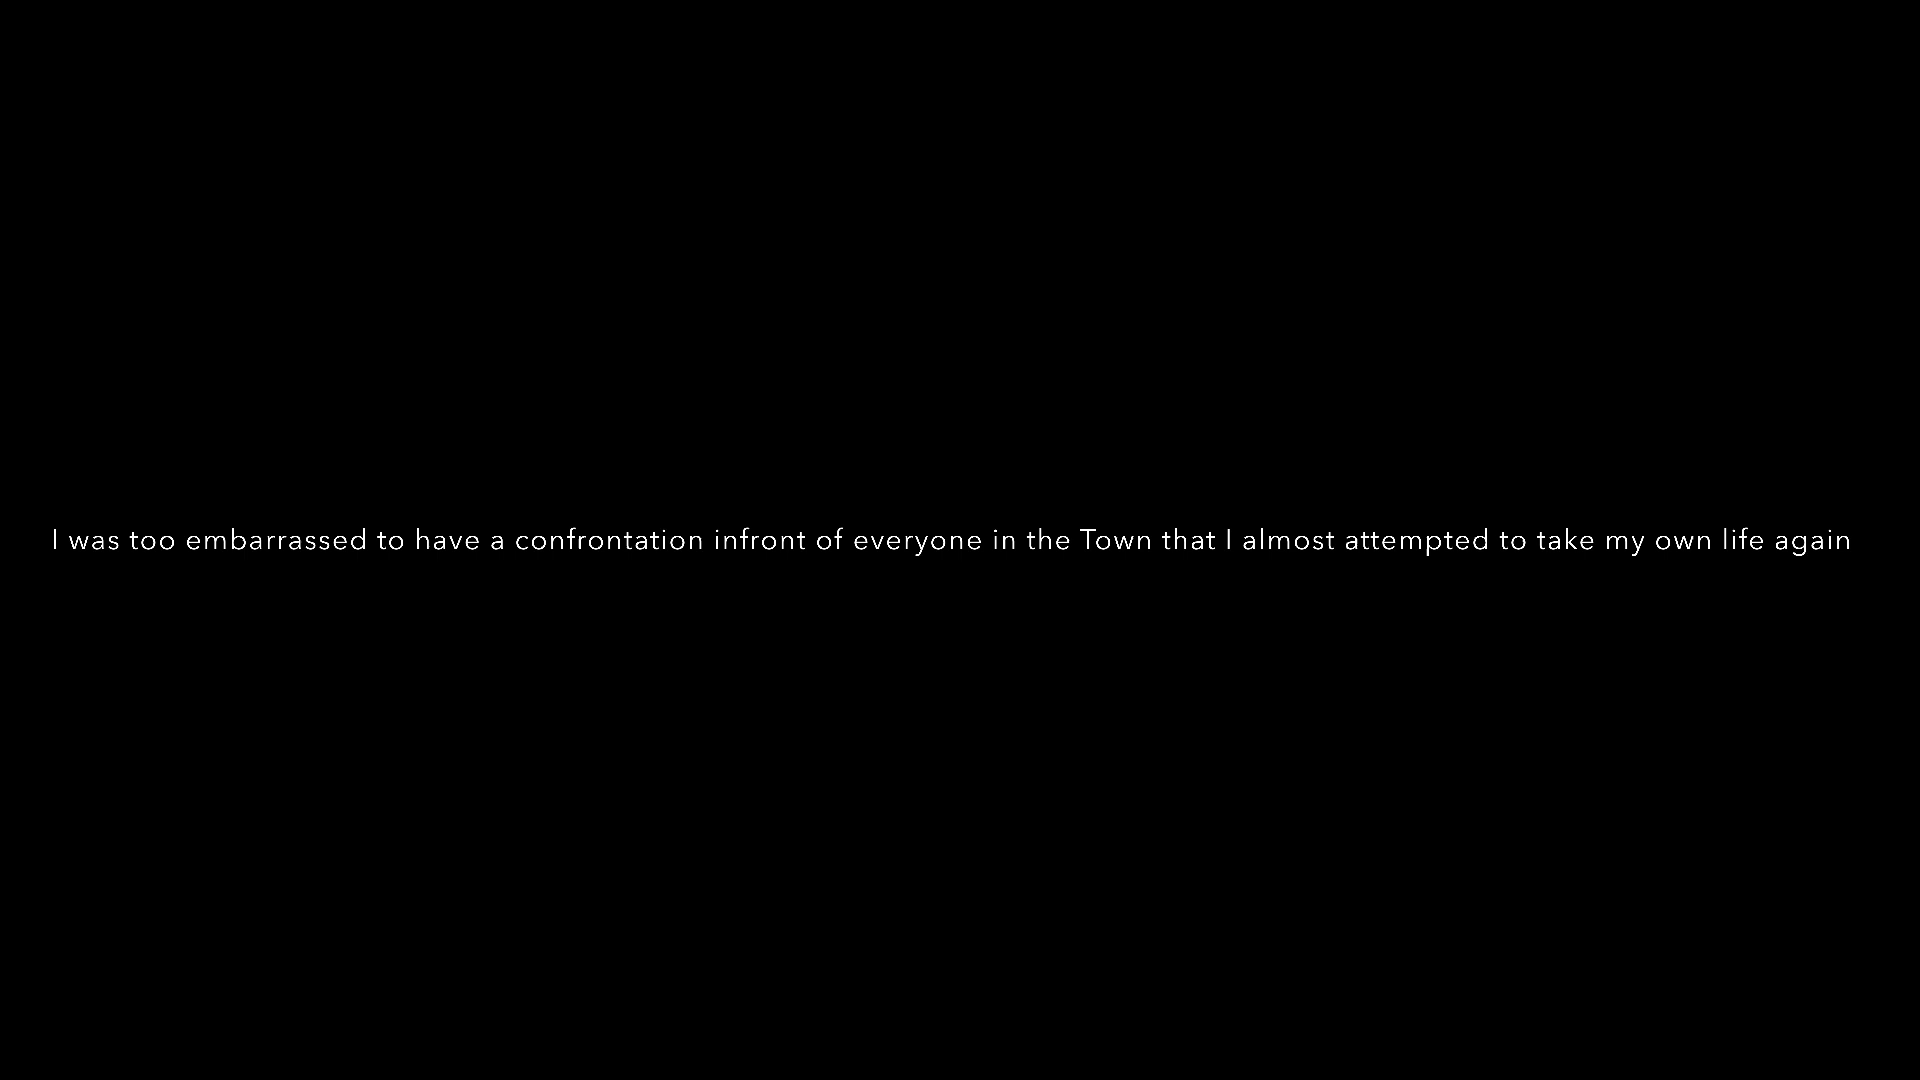 I was too embarrassed to have a confrontation infront of everyone in the Town that I almost attempted to take my own life again